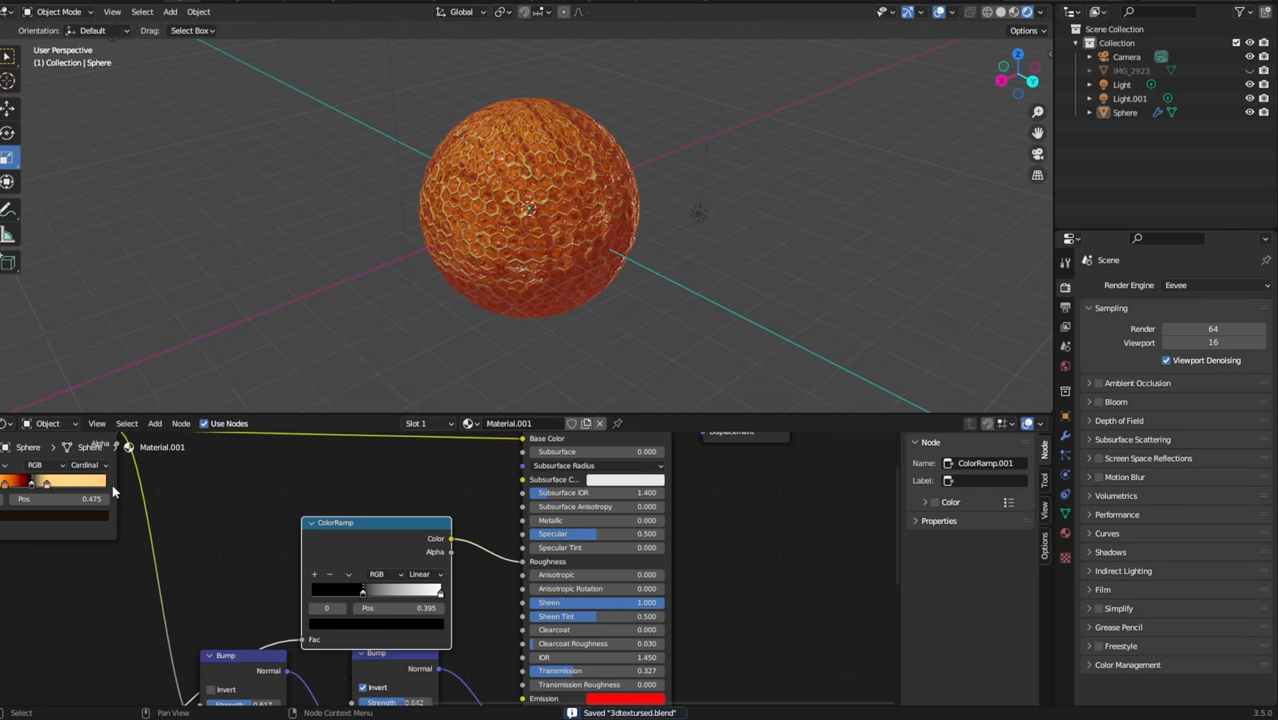 Object Mode View Select Add Object Global
Orientation: Default Drag: Select Box Options
User Perspective
(1) Collection | Sphere
Z
X
Y
Scene Collection
Collection
Camera
IMG_2923
Light
Light.001
Sphere
Scene
Render Engine Eevee
Sampling
Render 64
Viewport 16
Viewport Denoising
Ambient Occlusion
Bloom
Depth of Field
Subsurface Scattering
Screen Space Reflections
Motion Blur
Volumetrics
Performance
Curves
Shadows
Indirect Lighting
Film
Simplify
Grease Pencil
Freestyle
Color Management
Object View Select Add Node Use Nodes Slot 1 Material.001
Sphere Sphere Material.001
Alpha
RGB Cardinal
Pos 0.475
ColorRamp
Color
Alpha
RGB Linear
0 Pos 0.395
Fac
Bump
Normal
Invert
Strength 0.617
Bump
Normal
Invert
Strength 0.642
Displacement
Base Color
Subsurface 0.000
Subsurface Radius
Subsurface C...
Subsurface IOR 1.400
Subsurface Anisotropy 0.000
Metallic 0.000
Specular 0.500
Specular Tint 0.000
Roughness
Anisotropic 0.000
Anisotropic Rotation 0.000
Sheen 1.000
Sheen Tint 0.500
Clearcoat 0.000
Clearcoat Roughness 0.030
IOR 1.450
Transmission 0.327
Transmission Roughness 0.000
Emission
Node
Name: ColorRamp.001
Label:
Color
Properties
Node
Tool
View
Options
Select Pan View Node Context Menu Saved "3dtextursed.blend" 3.5.0